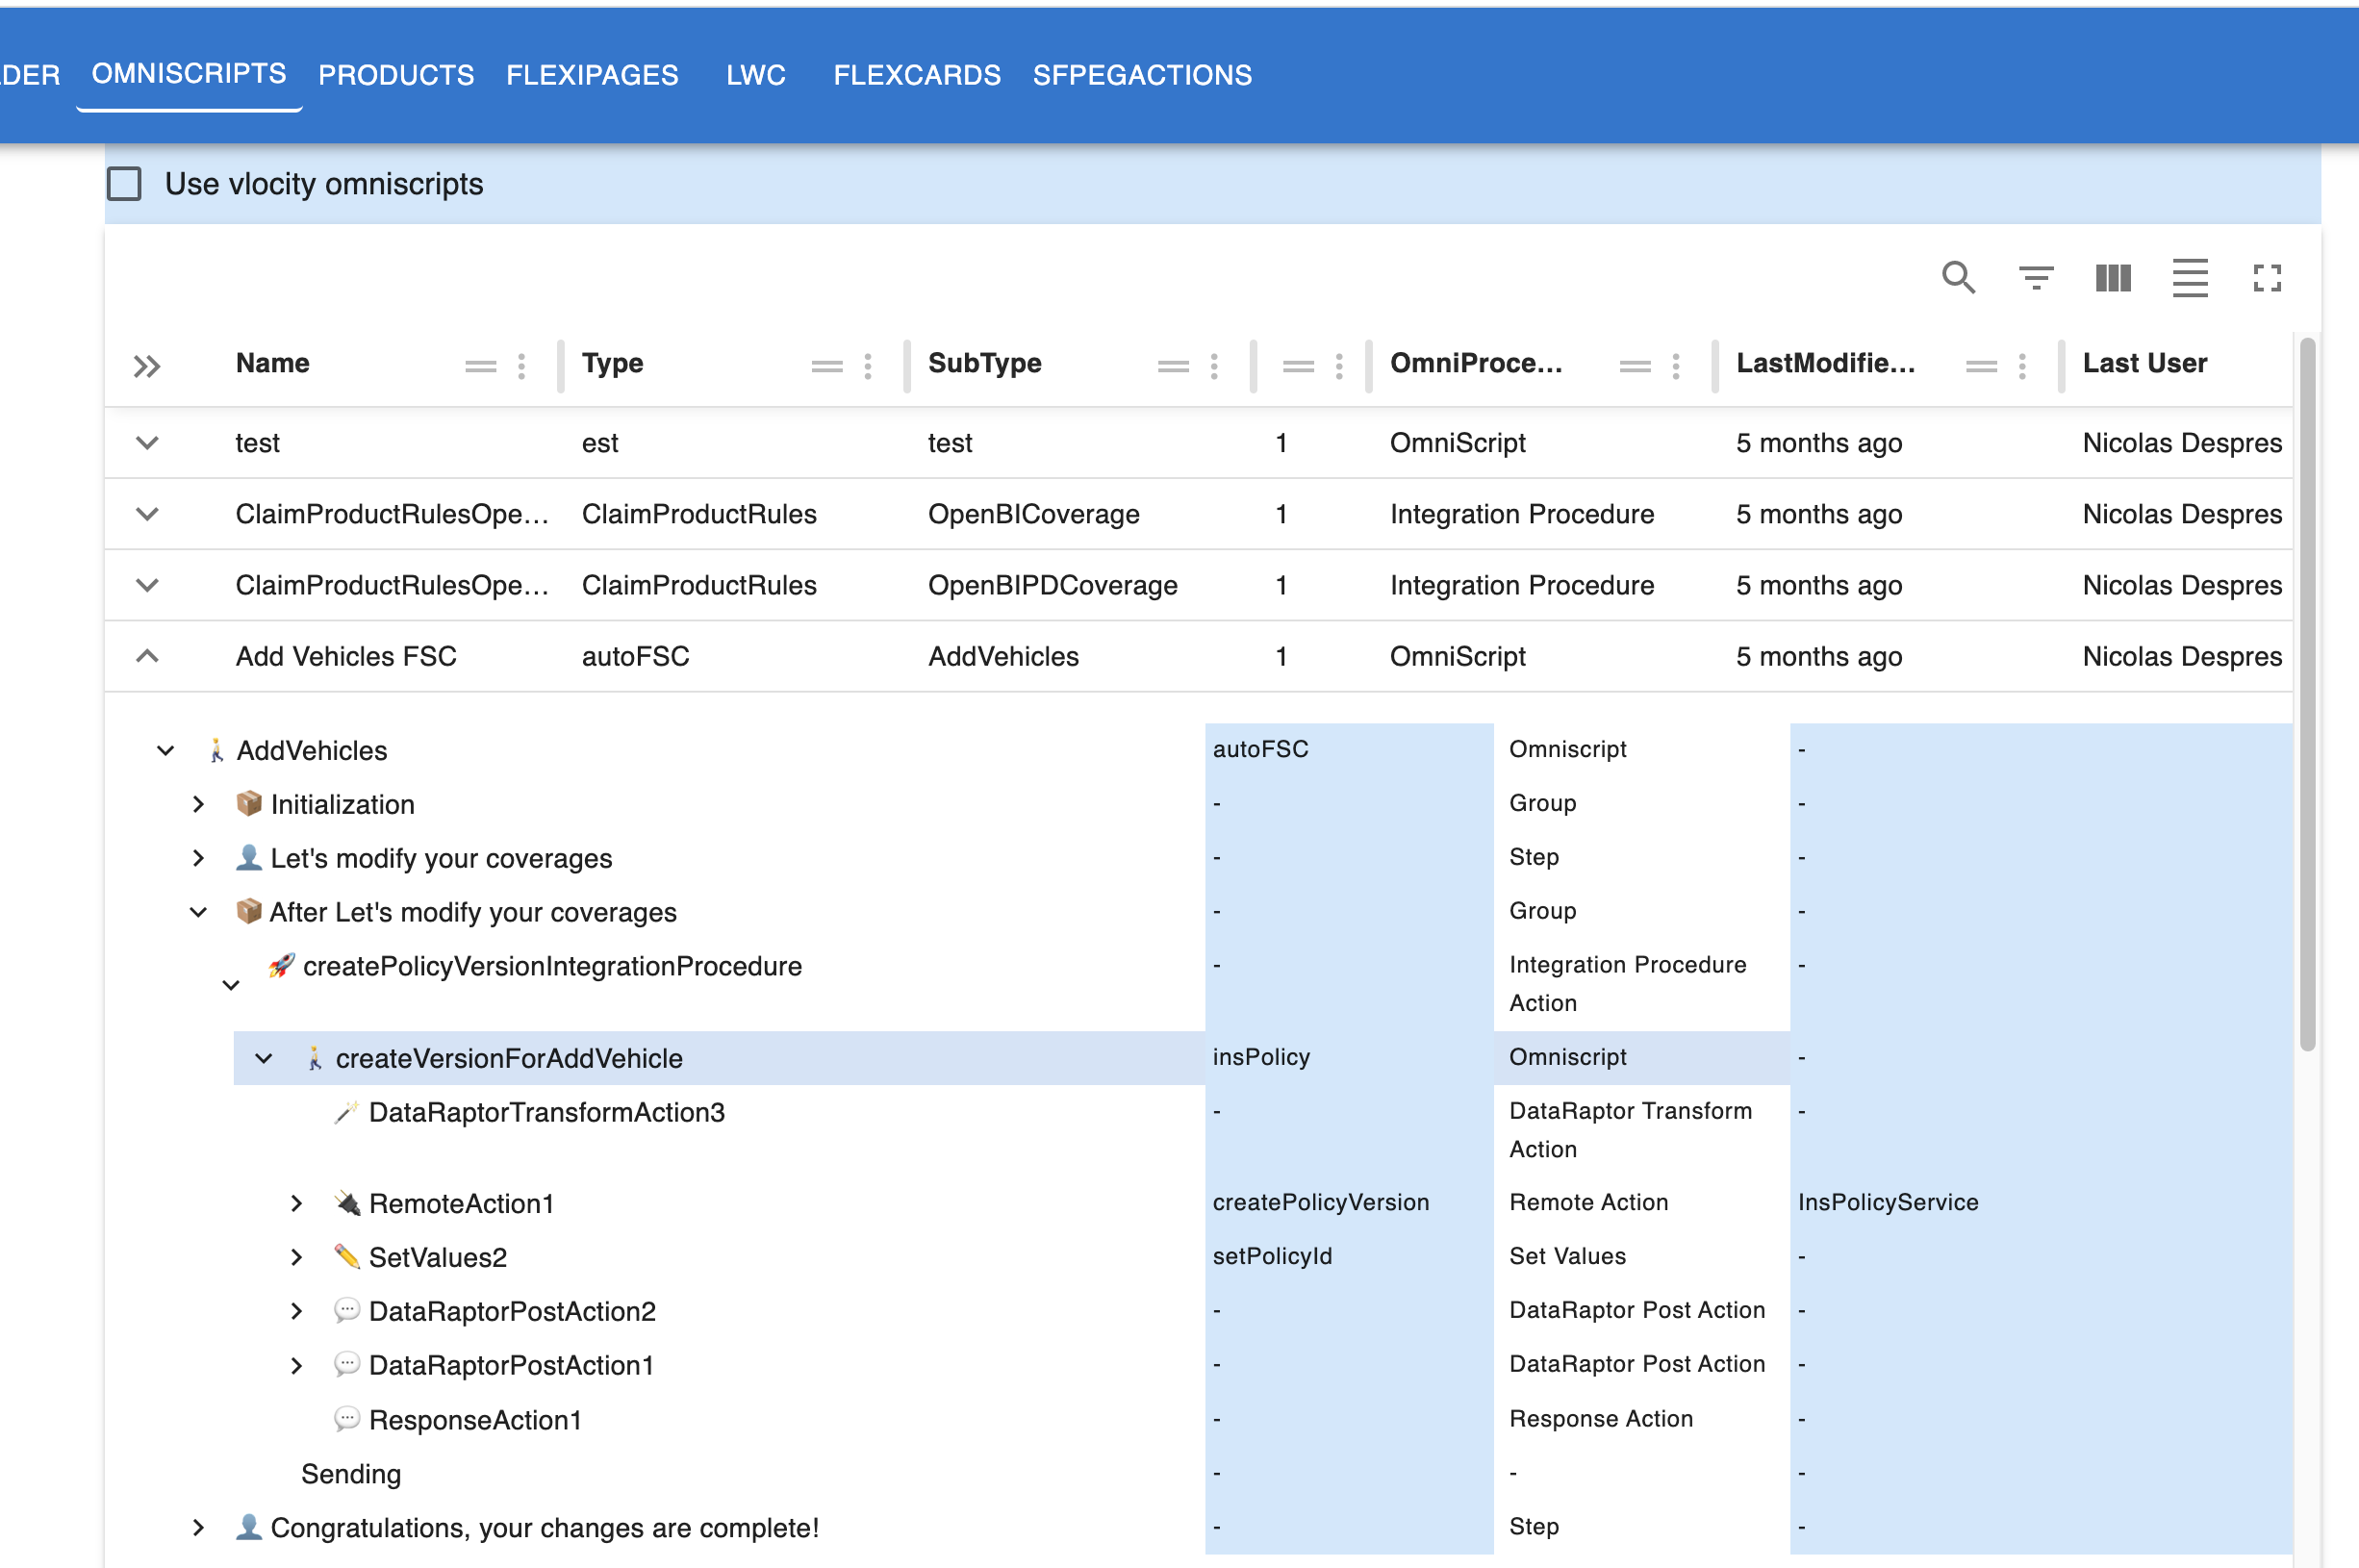 DER OMNISCRIPTS PRODUCTS FLEXIPAGES LWC FLEXCARDS SFPEGACTIONS
Use vlocity omniscripts
Name Type SubType OmniProce... LastModifie... Last User
test est test 1 OmniScript 5 months ago Nicolas Despres
ClaimProductRulesOpe... ClaimProductRules OpenBICoverage 1 Integration Procedure 5 months ago Nicolas Despres
ClaimProductRulesOpe... ClaimProductRules OpenBIPDCoverage 1 Integration Procedure 5 months ago Nicolas Despres
Add Vehicles FSC autoFSC AddVehicles 1 OmniScript 5 months ago Nicolas Despres
AddVehicles autoFSC Omniscript -
Initialization - Group -
Let's modify your coverages - Step -
After Let's modify your coverages - Group -
createPolicyVersionIntegrationProcedure - Integration Procedure -
Action
createVersionForAddVehicle insPolicy Omniscript -
DataRaptorTransformAction3 - DataRaptor Transform -
Action
RemoteAction1 createPolicyVersion Remote Action InsPolicyService
SetValues2 setPolicyId Set Values -
DataRaptorPostAction2 - DataRaptor Post Action -
DataRaptorPostAction1 - DataRaptor Post Action -
ResponseAction1 - Response Action -
Sending - - -
Congratulations, your changes are complete! - Step -